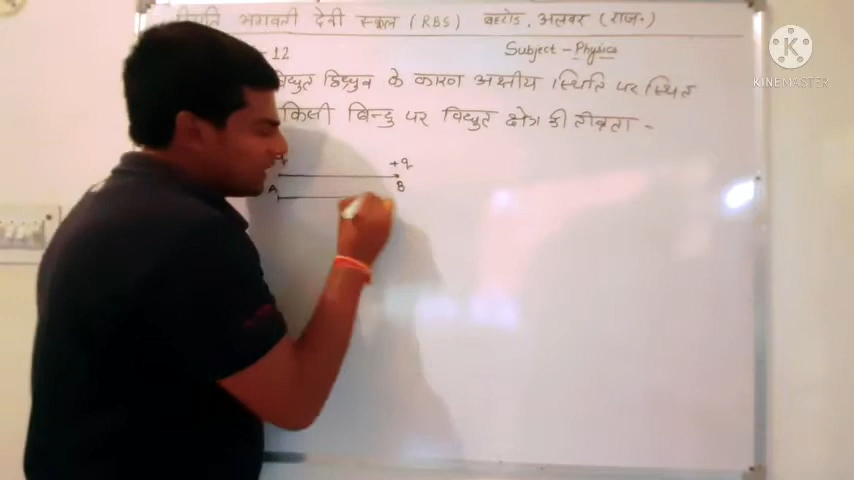 भगवती देवी स्कूल (RBS) बहरोड, अलवर (राज॰)
- 12 Subject - Physics
विद्युत द्विध्रुव के कारण अक्षीय स्थिति पर स्थित
किसी बिन्दु पर विद्युत क्षेत्र की तीव्रता -
q +q
A B
KINEMASTER